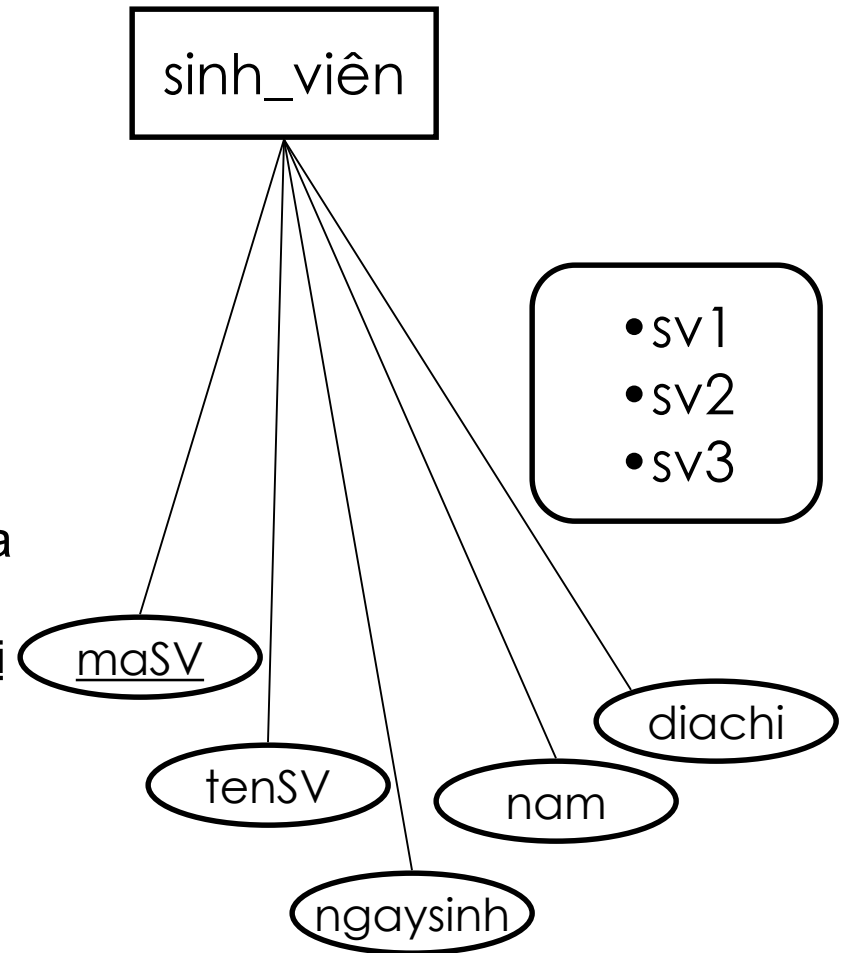 sinh_viên
•sv1
•sv2
•sv3
a
ị
maSV
diachi
tenSV
nam
ngaysinh